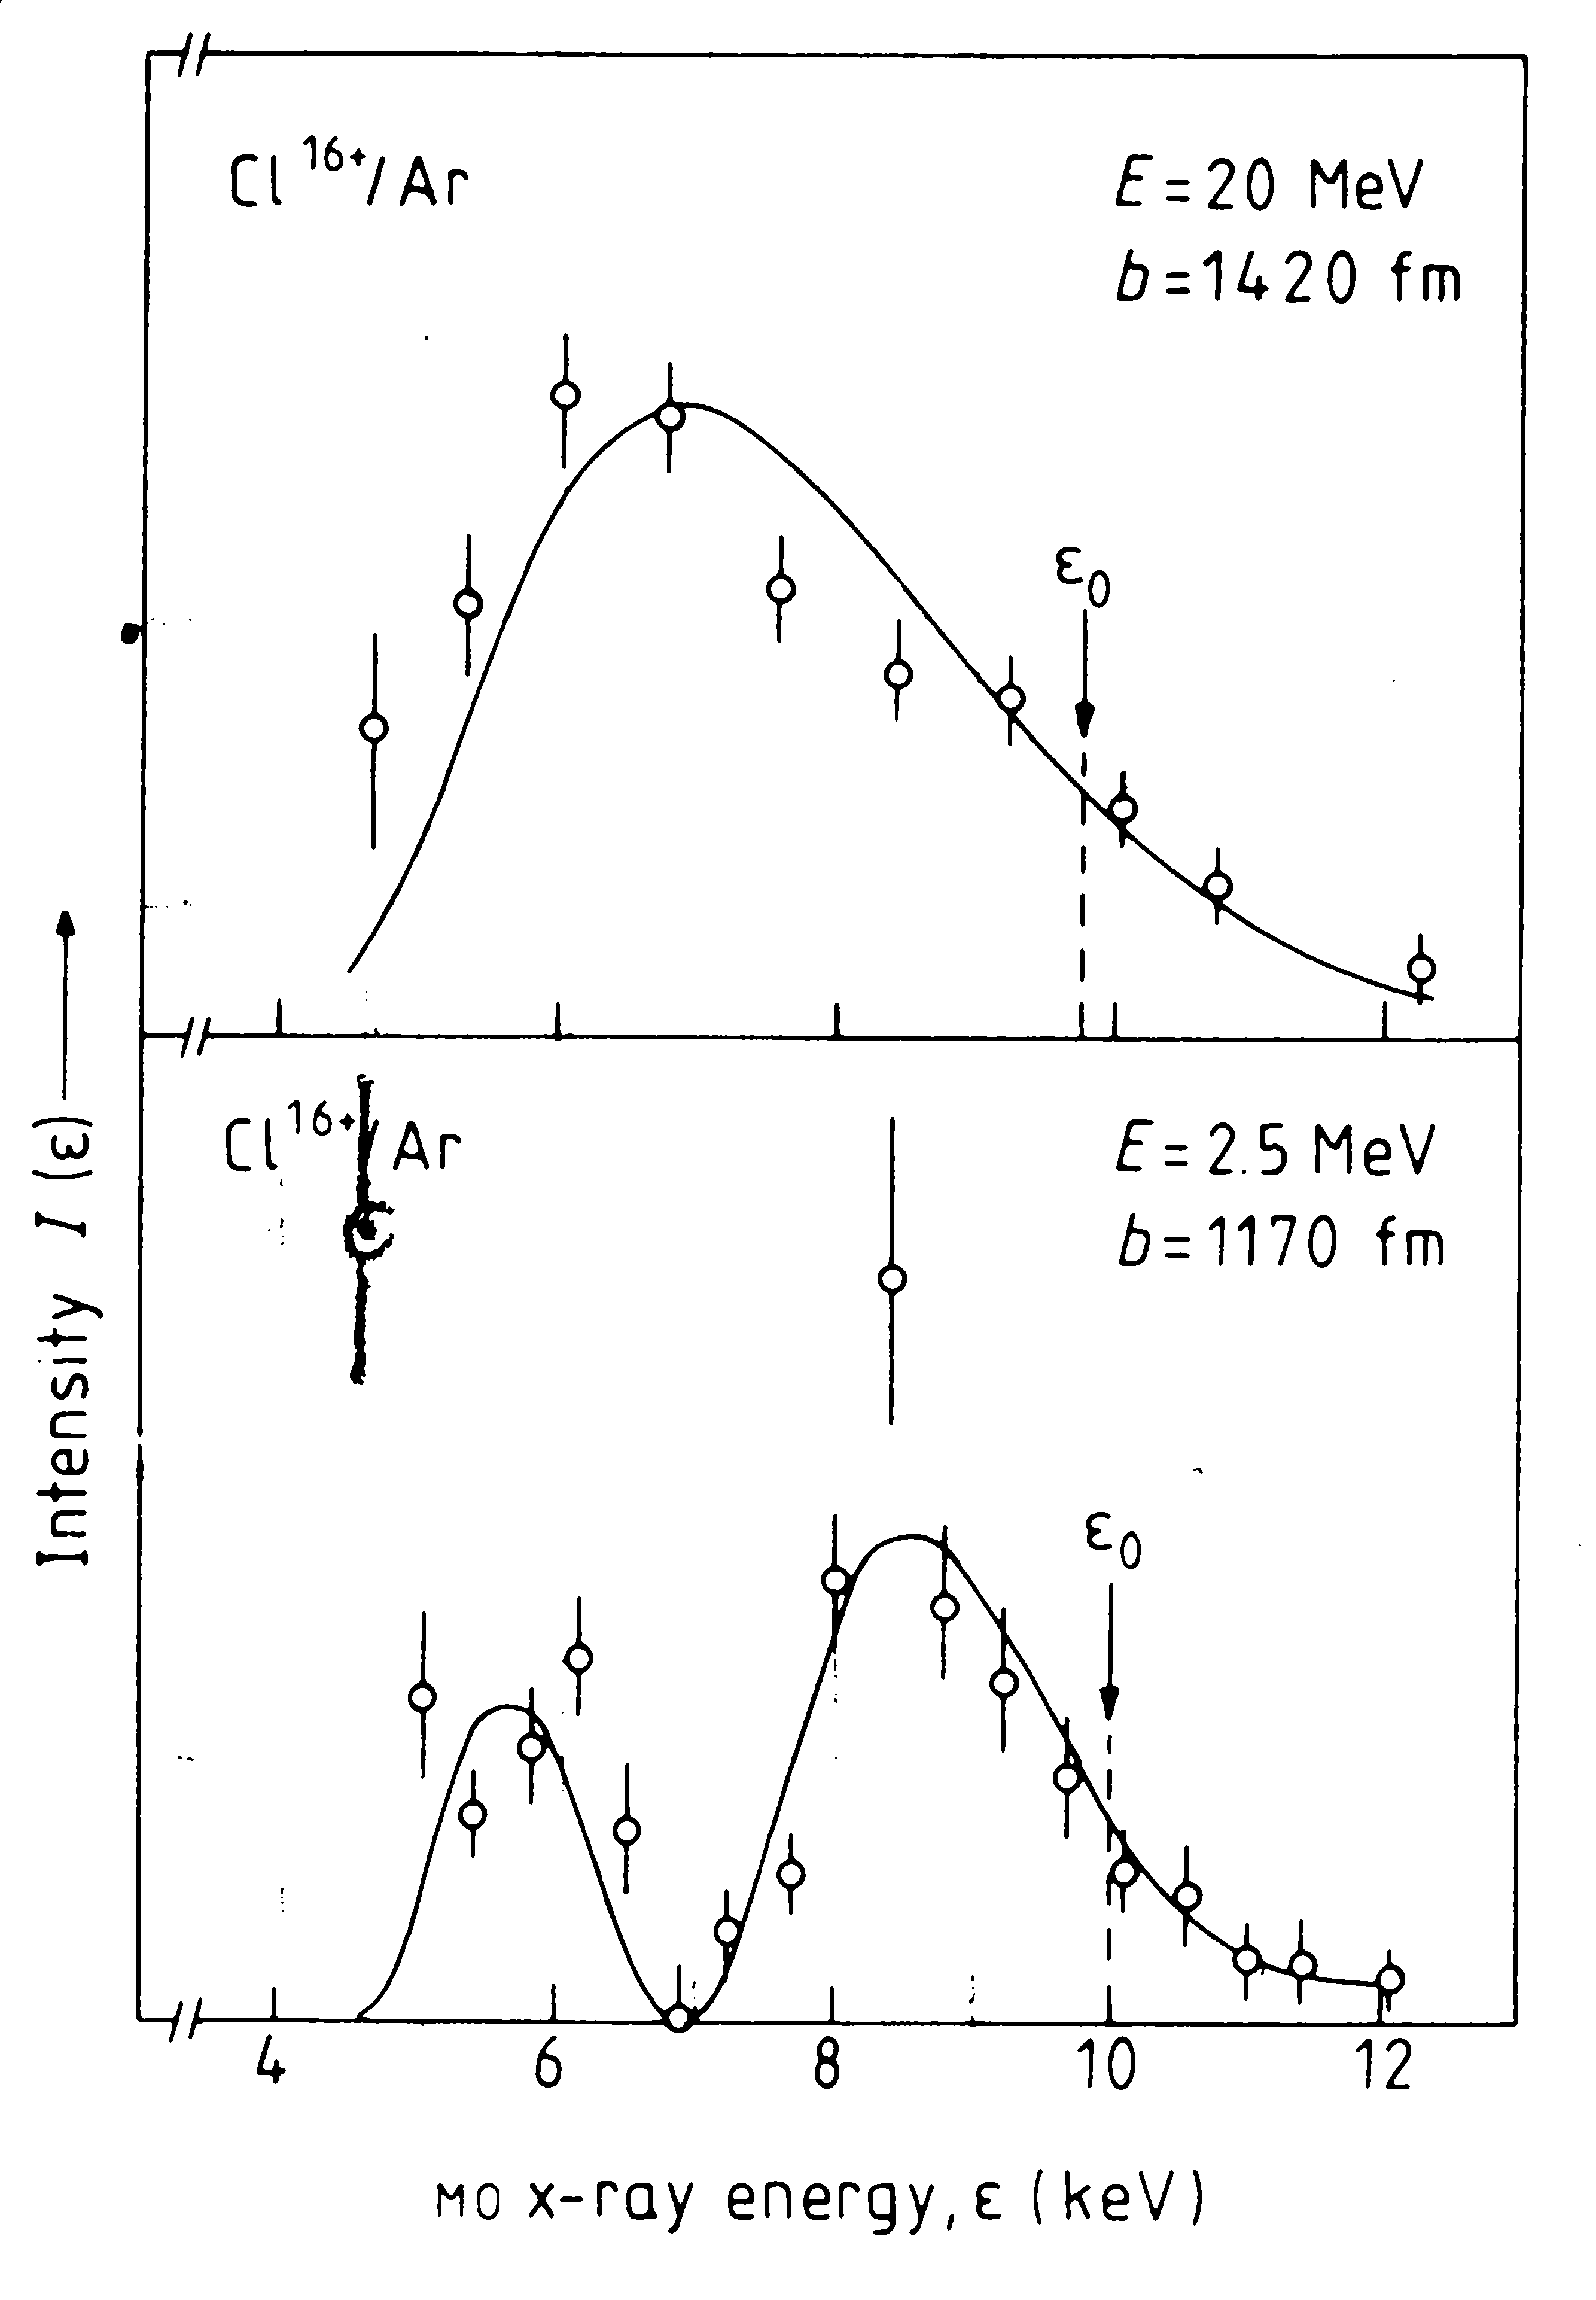 Cl¹⁶⁺/Ar
E = 20 MeV
b = 1420 fm
ε₀
Cl¹⁶⁺/Ar
E = 2.5 MeV
b = 1170 fm
ε₀
Intensity I (ε)
4 6 8 10 12
MO x-ray energy, ε (keV)